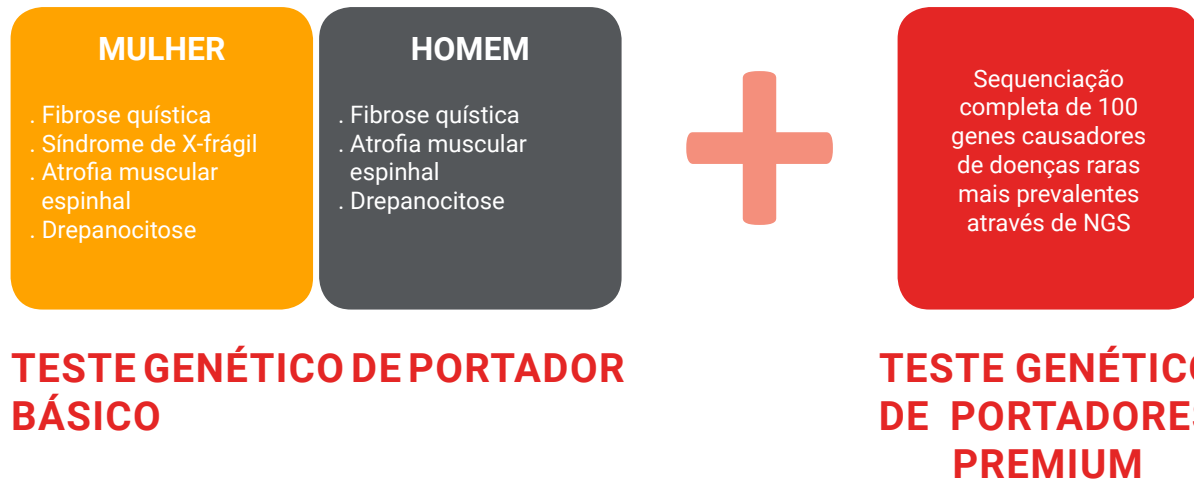 MULHER
. Fibrose quística
. Síndrome de X-frágil
. Atrofia muscular
espinhal
. Drepanocitose
HOMEM
. Fibrose quística
. Atrofia muscular
espinhal
. Drepanocitose
Sequenciação
completa de 100
genes causadores
de doenças raras
mais prevalentes
através de NGS
TESTE GENÉTICO DE PORTADOR
BÁSICO
TESTE GENÉTICO
DE PORTADORES
PREMIUM